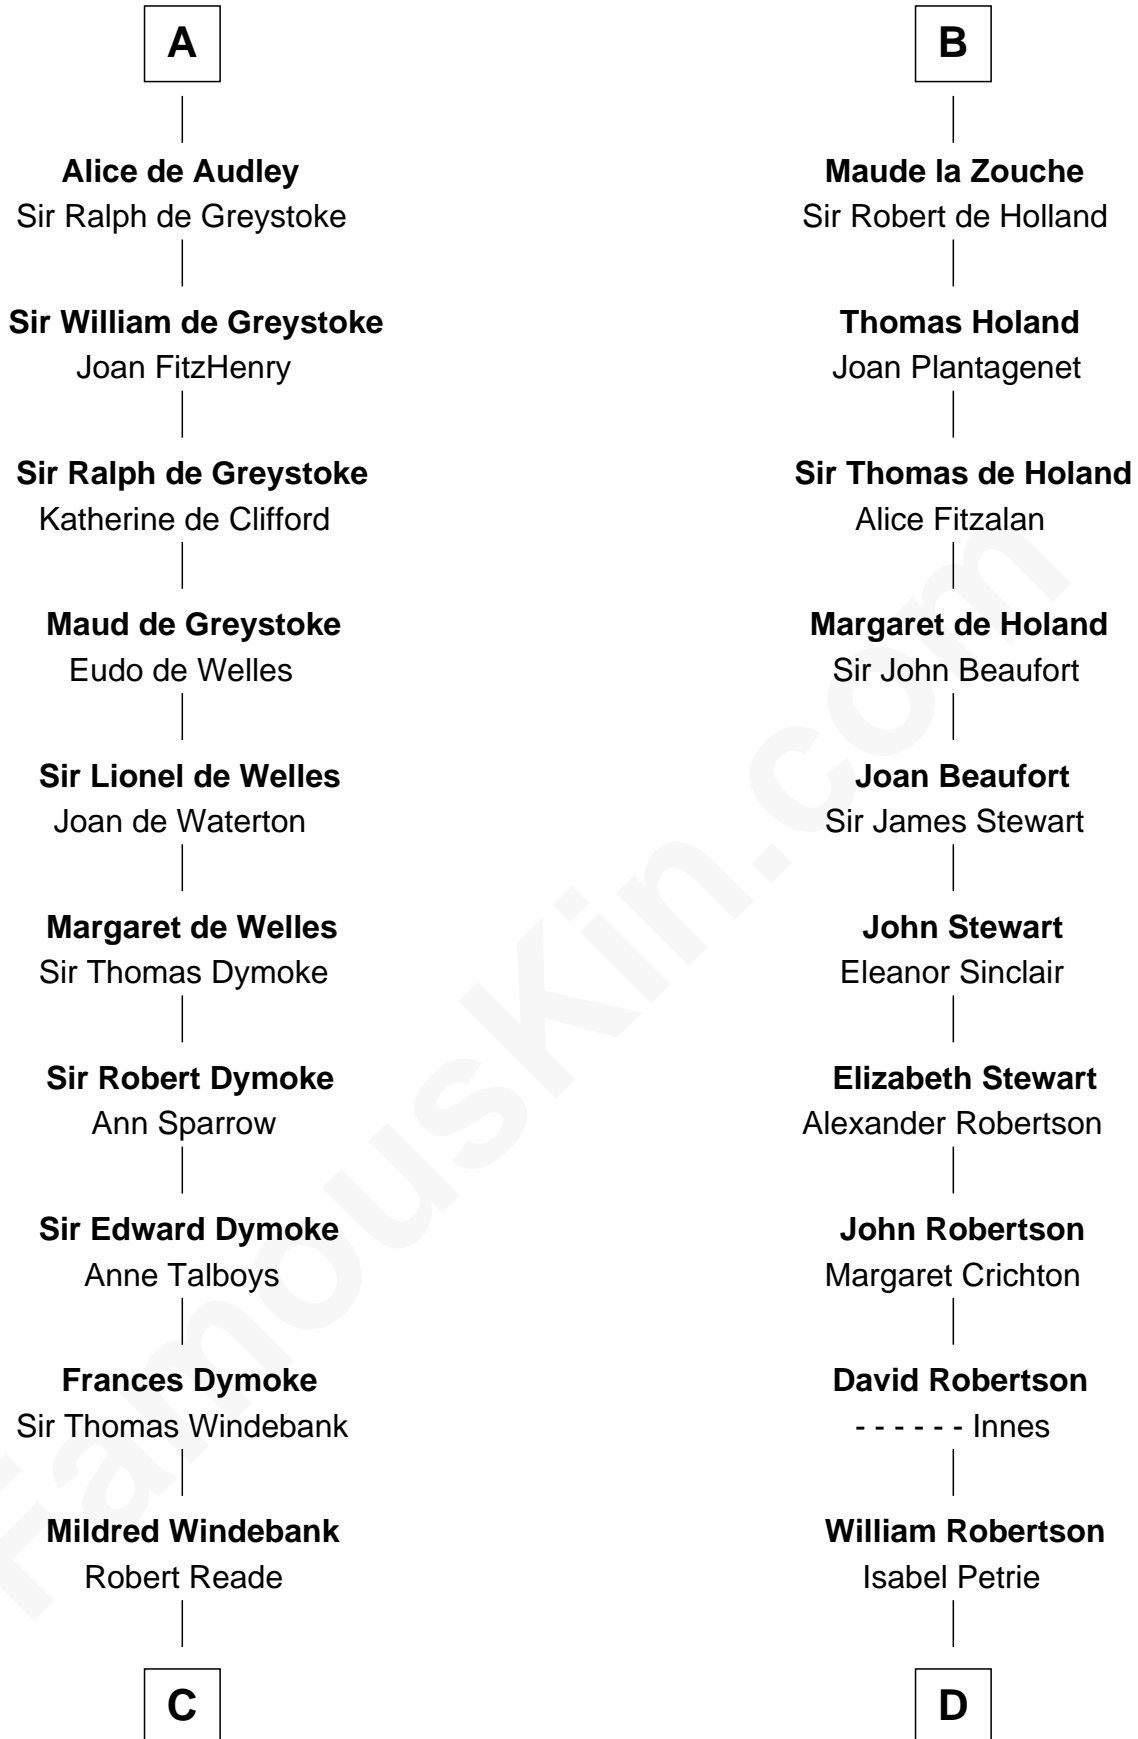 A
Alice de Audley
Sir Ralph de Greystoke
Sir William de Greystoke
Joan FitzHenry
Sir Ralph de Greystoke
Katherine de Clifford
Maud de Greystoke
Eudo de Welles
Sir Lionel de Welles
Joan de Waterton
Margaret de Welles
Sir Thomas Dymoke
Sir Robert Dymoke
Ann Sparrow
Sir Edward Dymoke
Anne Talboys
Frances Dymoke
Sir Thomas Windebank
Mildred Windebank
Robert Reade
C
B
Maude la Zouche
Sir Robert de Holland
Thomas Holand
Joan Plantagenet
Sir Thomas de Holand
Alice Fitzalan
Margaret de Holand
Sir John Beaufort
Joan Beaufort
Sir James Stewart
John Stewart
Eleanor Sinclair
Elizabeth Stewart
Alexander Robertson
John Robertson
Margaret Crichton
David Robertson
- - - - - - Innes
William Robertson
Isabel Petrie
D
FamousKin.com